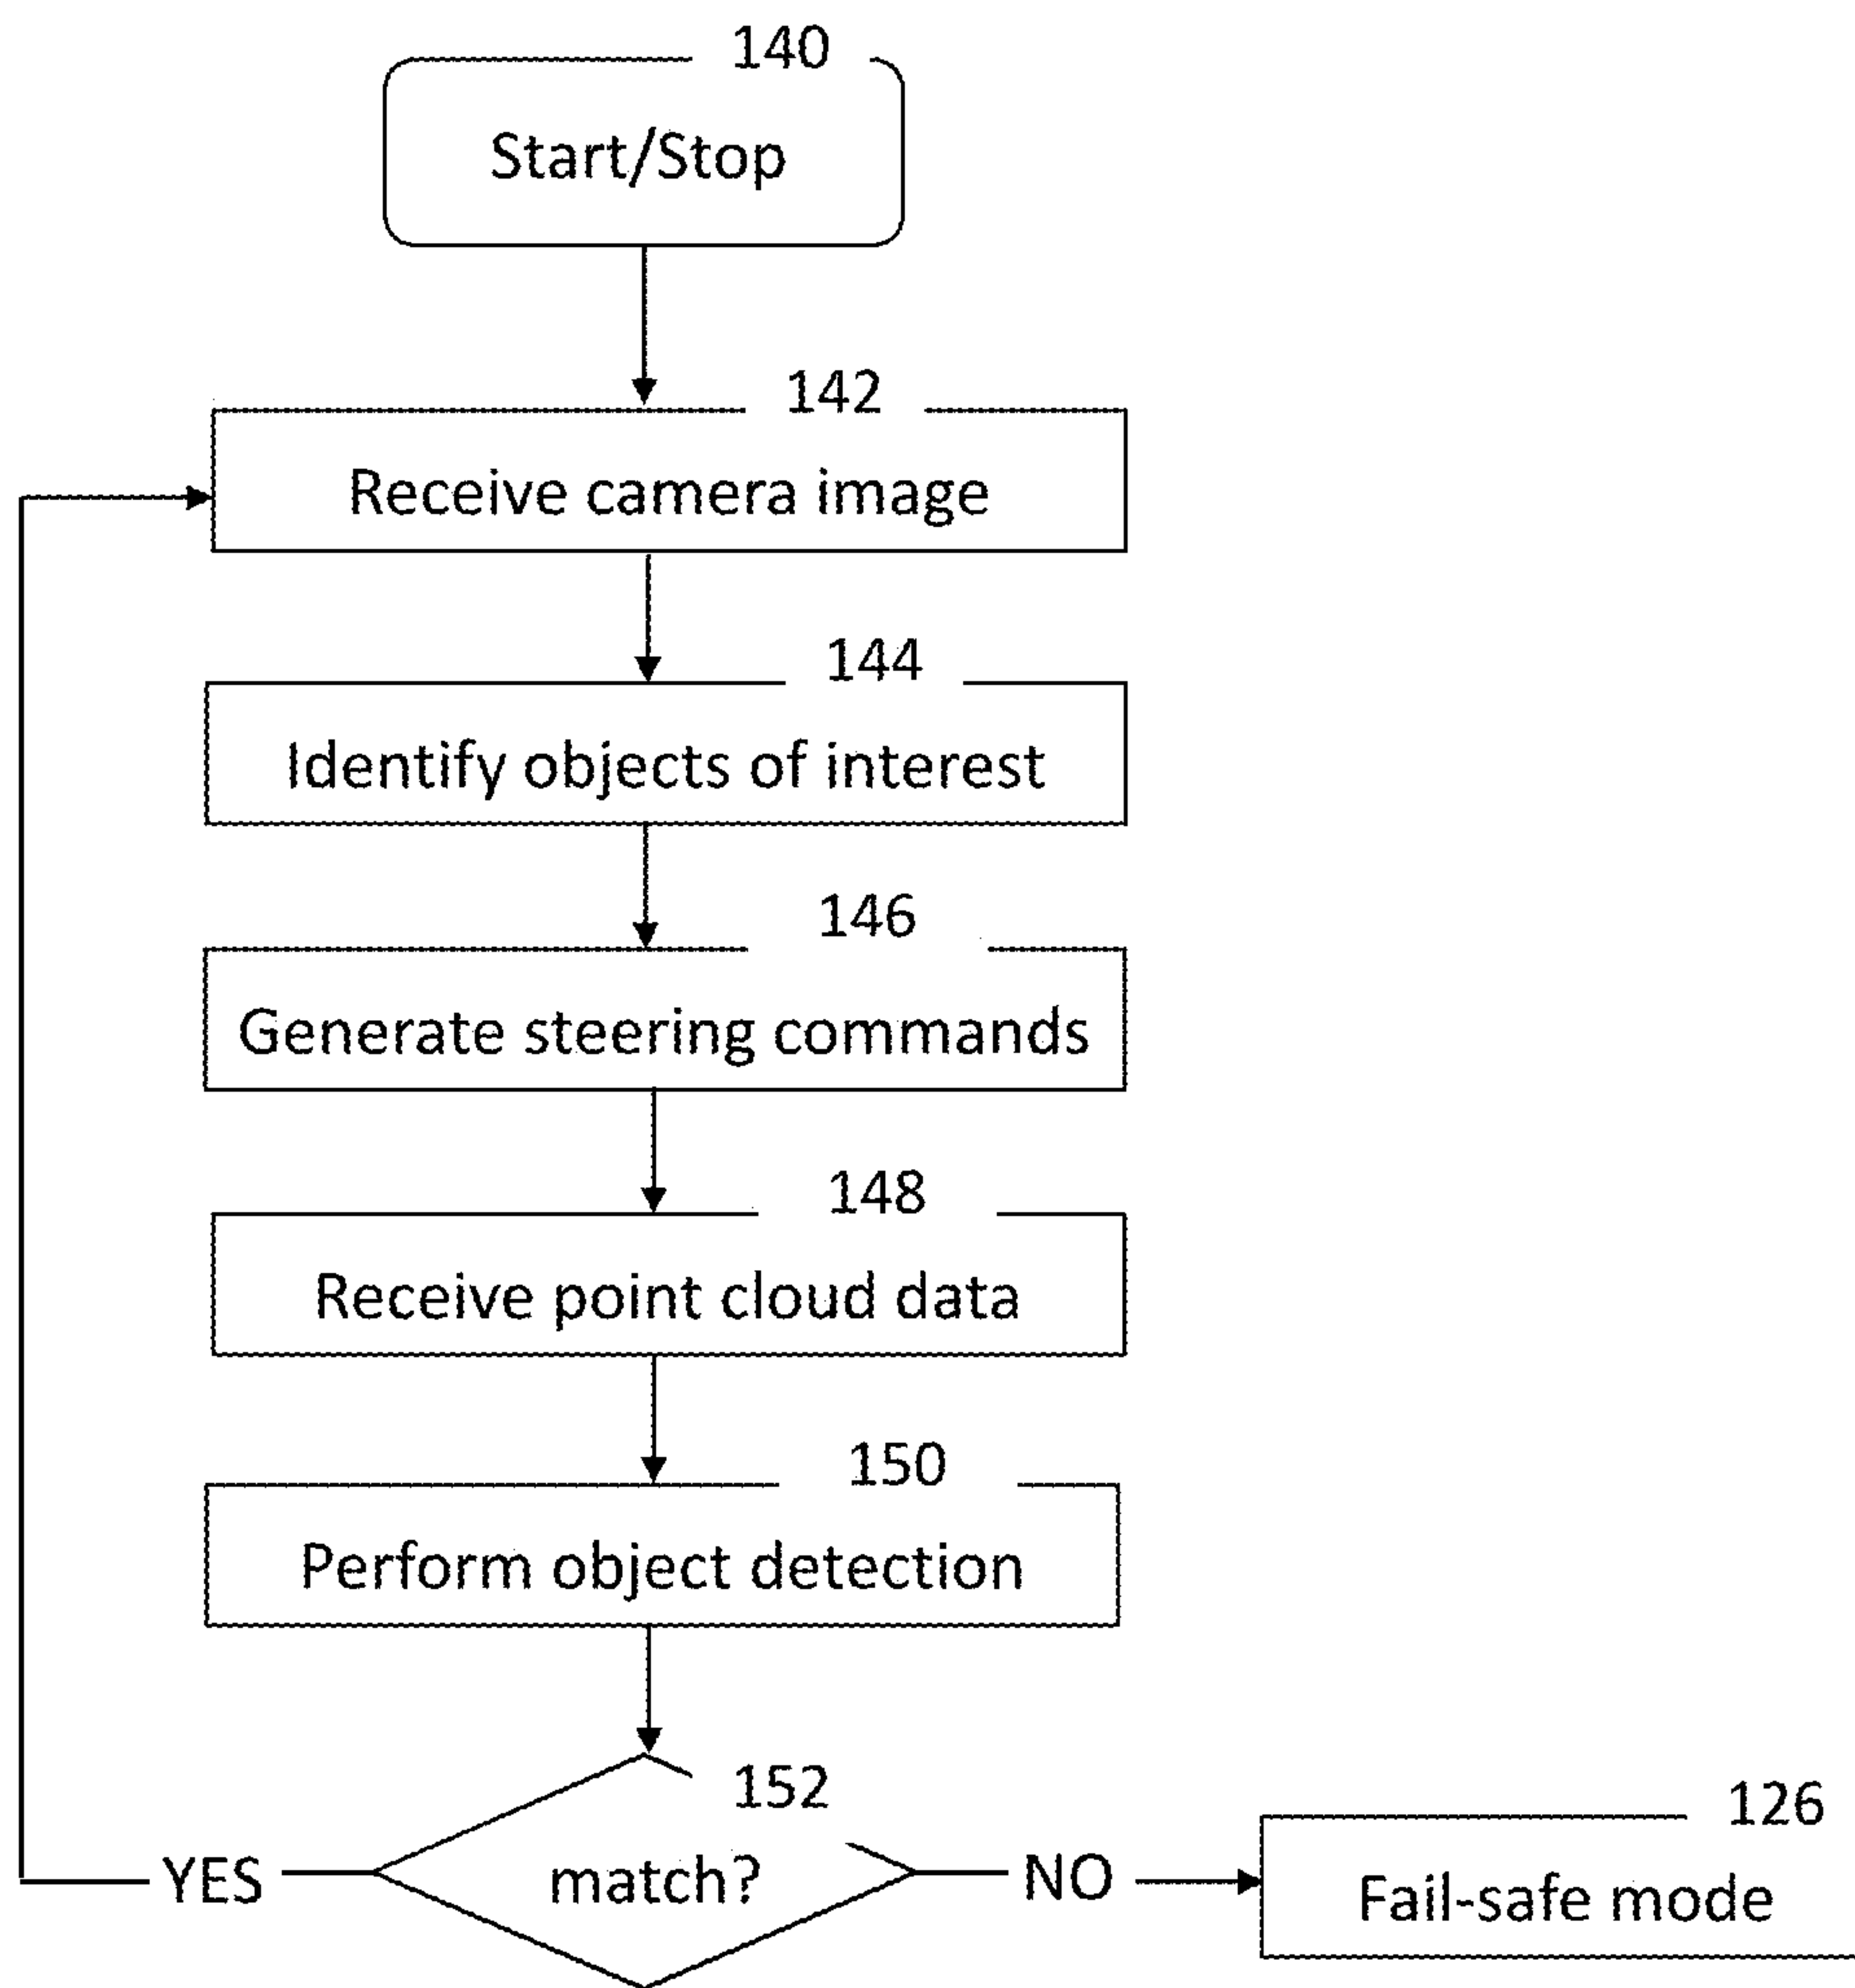 140
Start/Stop
142
Receive camera image
144
Identify objects of interest
146
Generate steering commands
148
Receive point cloud data
150
Perform object detection
152
YES match? NO
126
Fail-safe mode